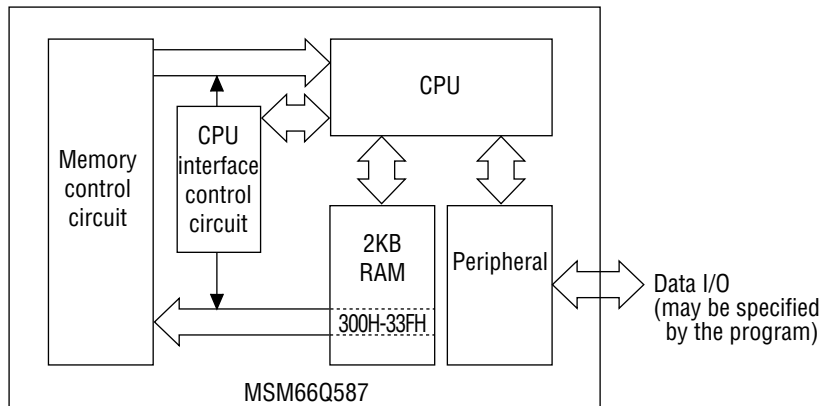 CPU
Memory
control
circuit
CPU
interface
control
circuit
2KB
RAM
300H-33FH
Peripheral
Data I/O
(may be specified
by the program)
MSM66Q587